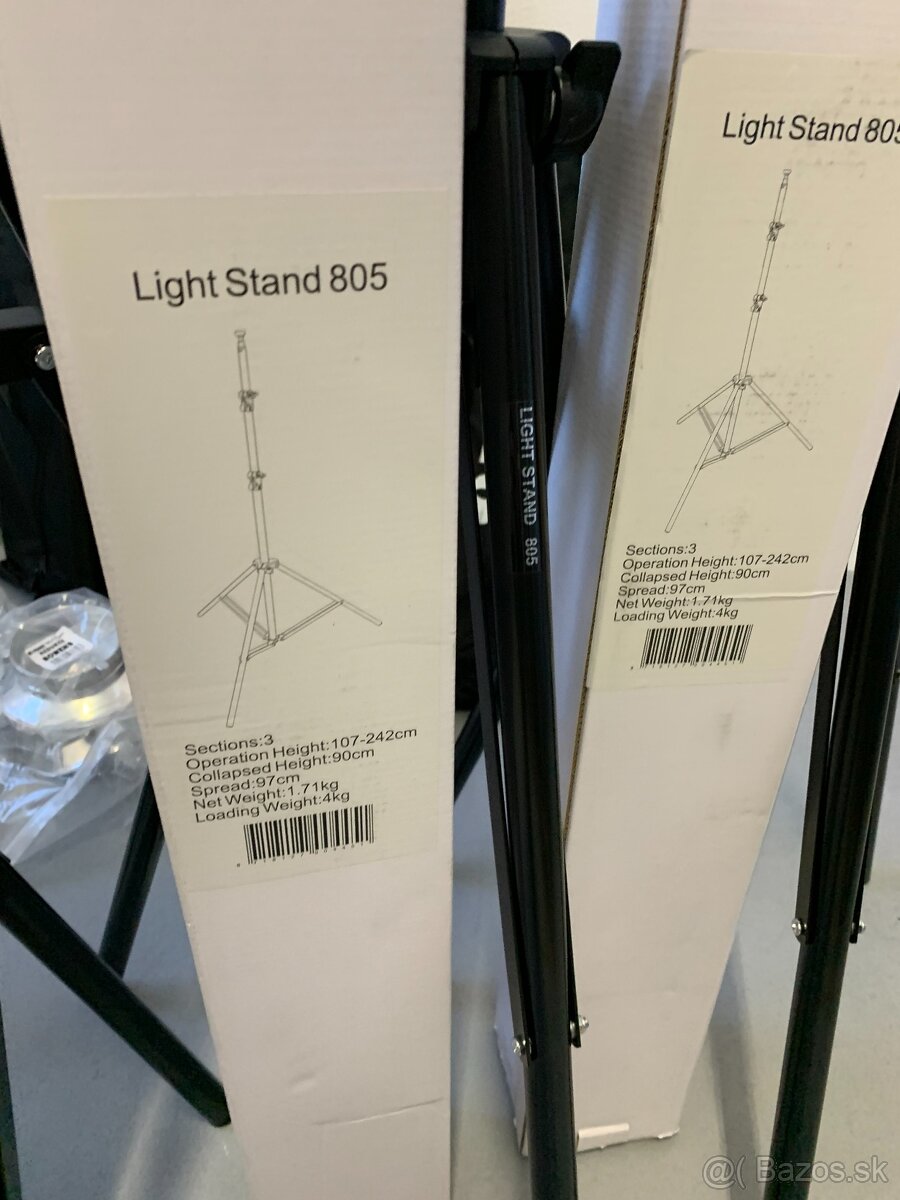 Light Stand 805
Sections:3
Operation Height:107-242cm
Collapsed Height:90cm
Spread:97cm
Net Weight:1.71kg
Loading Weight:4kg
LIGHT STAND 805
Light Stand 805
Sections:3
Operation Height:107-242cm
Collapsed Height:90cm
Spread:97cm
Net Weight:1.71kg
Loading Weight:4kg
BOWENS
@( Bazos.sk